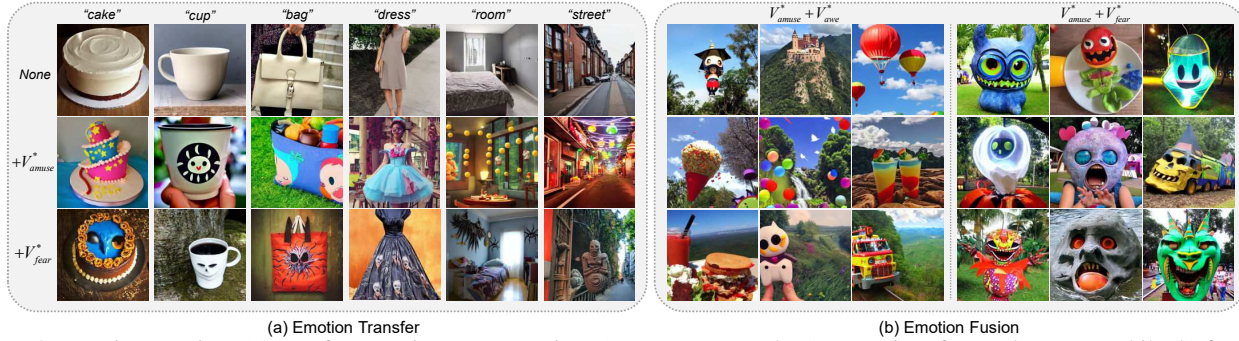 "cake" "cup" "bag" "dress" "room" "street"
None
+V*amuse
+V*fear
(a) Emotion Transfer
V*amuse + V*awe V*amuse + V*fear
(b) Emotion Fusion